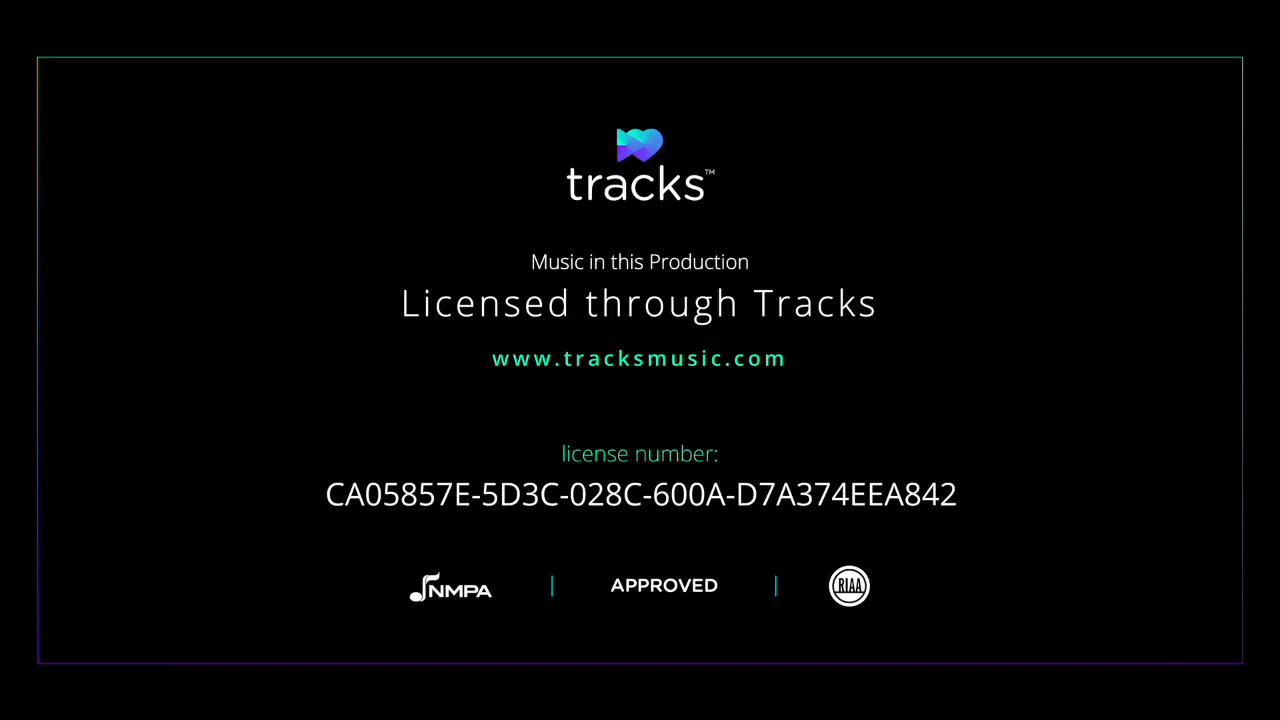 tracks™
Music in this Production
Licensed through Tracks
www.tracksmusic.com
license number:
CA05857E-5D3C-028C-600A-D7A374EEA842
NMPA | APPROVED | RIAA